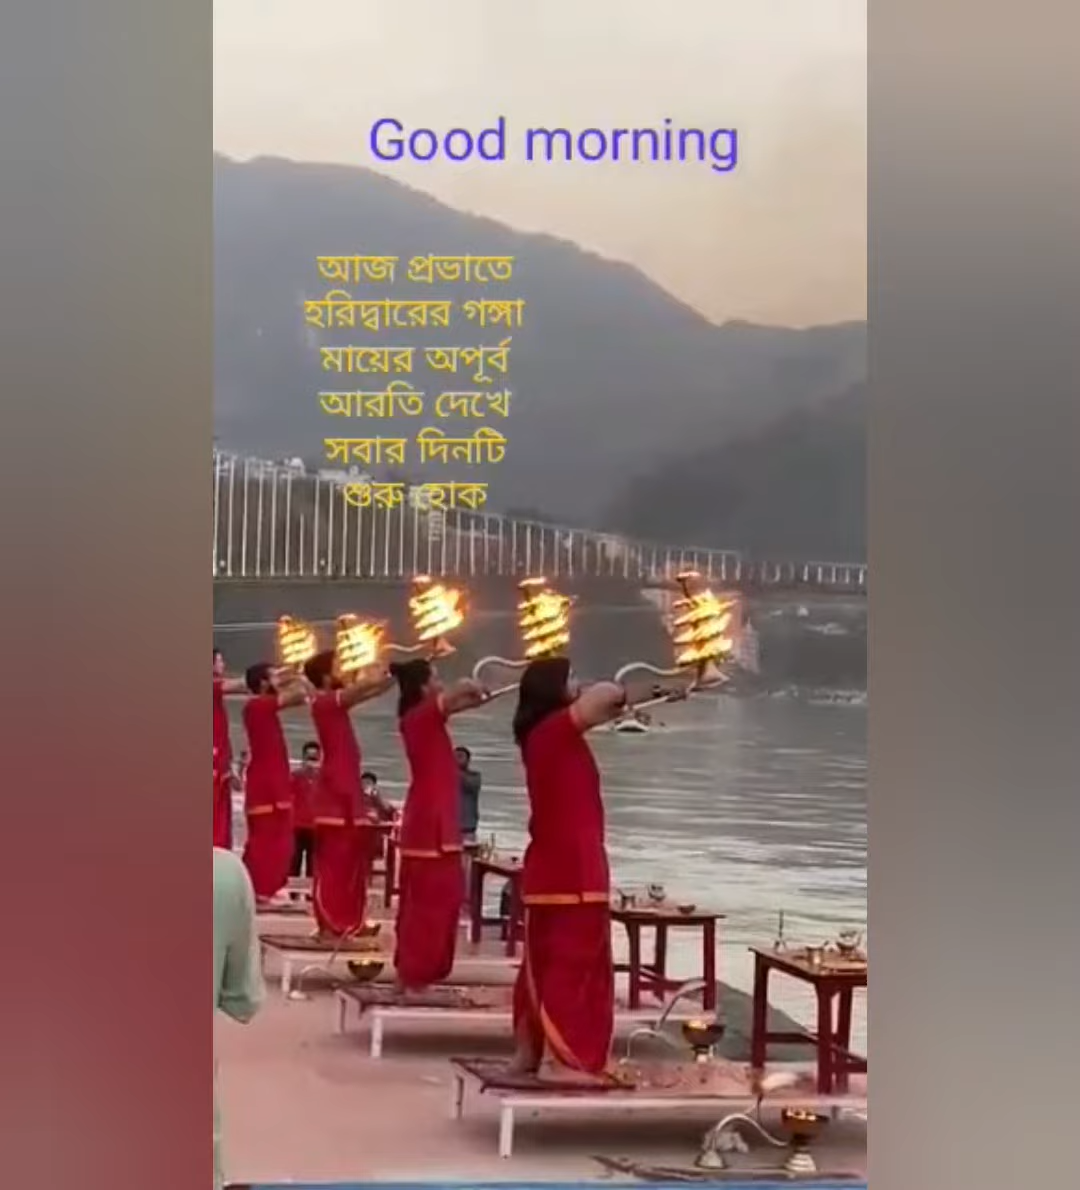 Good morning
আজ প্রভাতে
হরিদ্বারের গঙ্গা
মায়ের অপূর্ব
আরতি দেখে
সবার দিনটি
শুরু হোক